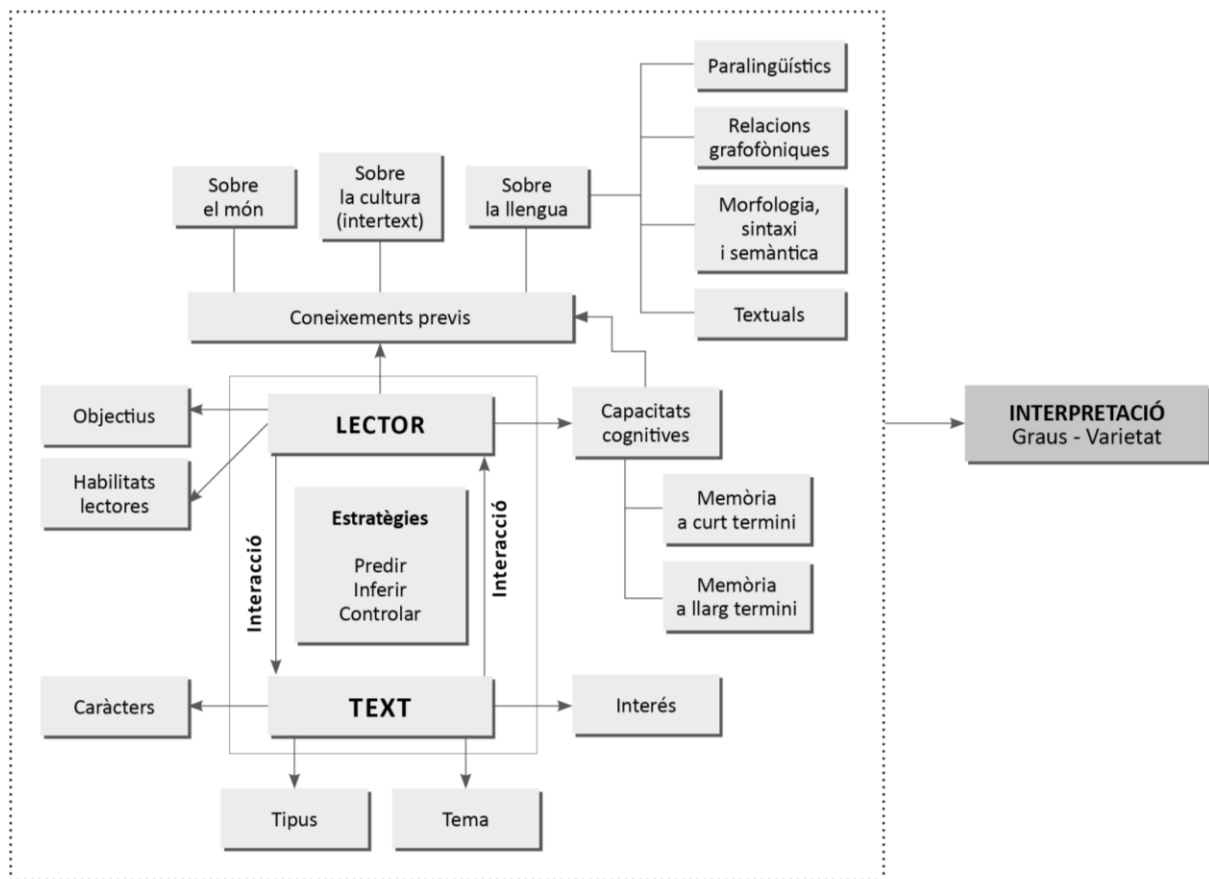 Paralingüístics
Relacions
grafofòniques
Sobre
el món
Sobre
la cultura
(intertext)
Sobre
la llengua
Morfologia,
sintaxi
i semàntica
Coneixements previs
Textuals
Objectius
LECTOR
Capacitats
cognitives
INTERPRETACIÓ
Graus - Varietat
Habilitats
lectores
Estratègies
Predir
Inferir
Controlar
Interacció
Interacció
Memòria
a curt termini
Memòria
a llarg termini
Caràcters
TEXT
Interés
Tipus
Tema